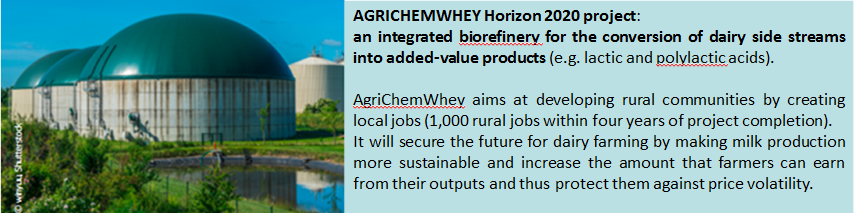 AGRICHEMWHEY Horizon 2020 project:
an integrated biorefinery for the conversion of dairy side streams
into added-value products (e.g. lactic and polylactic acids).
AgriChemWhey aims at developing rural communities by creating
local jobs (1,000 rural jobs within four years of project completion).
It will secure the future for dairy farming by making milk production
more sustainable and increase the amount that farmers can earn
from their outputs and thus protect them against price volatility.